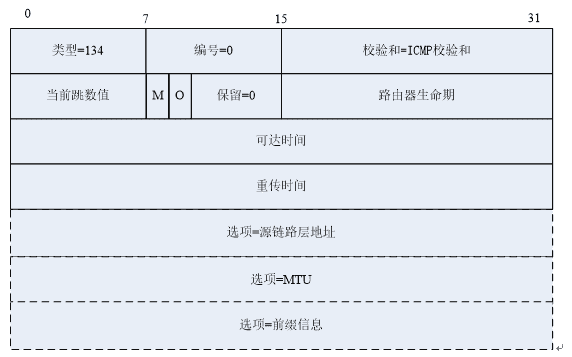 0 7 15 31
类型=134 编号=0 校验和=ICMP校验和
当前跳数值 M O 保留=0 路由器生命期
可达时间
重传时间
选项=源链路层地址
选项=MTU
选项=前缀信息